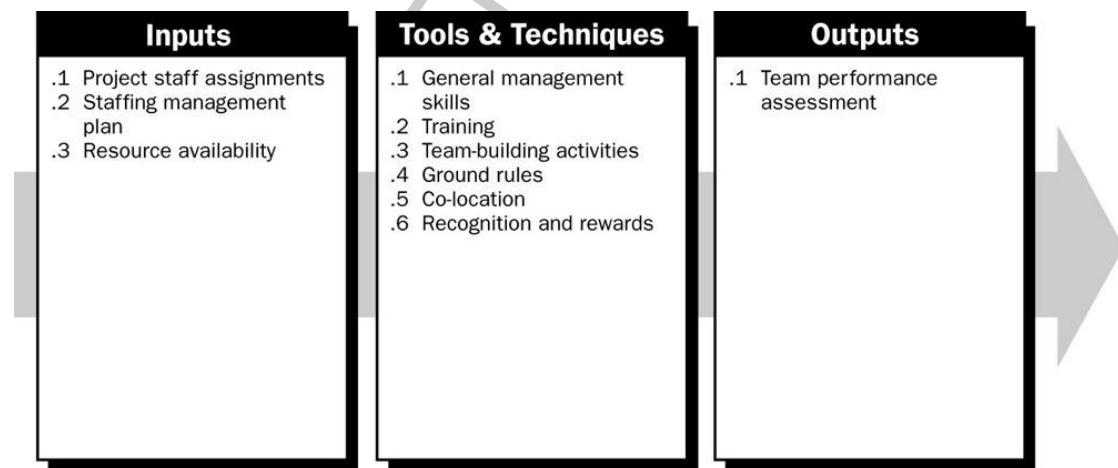 Inputs
.1 Project staff assignments
.2 Staffing management
plan
.3 Resource availability
Tools & Techniques
.1 General management
skills
.2 Training
.3 Team-building activities
.4 Ground rules
.5 Co-location
.6 Recognition and rewards
Outputs
.1 Team performance
assessment